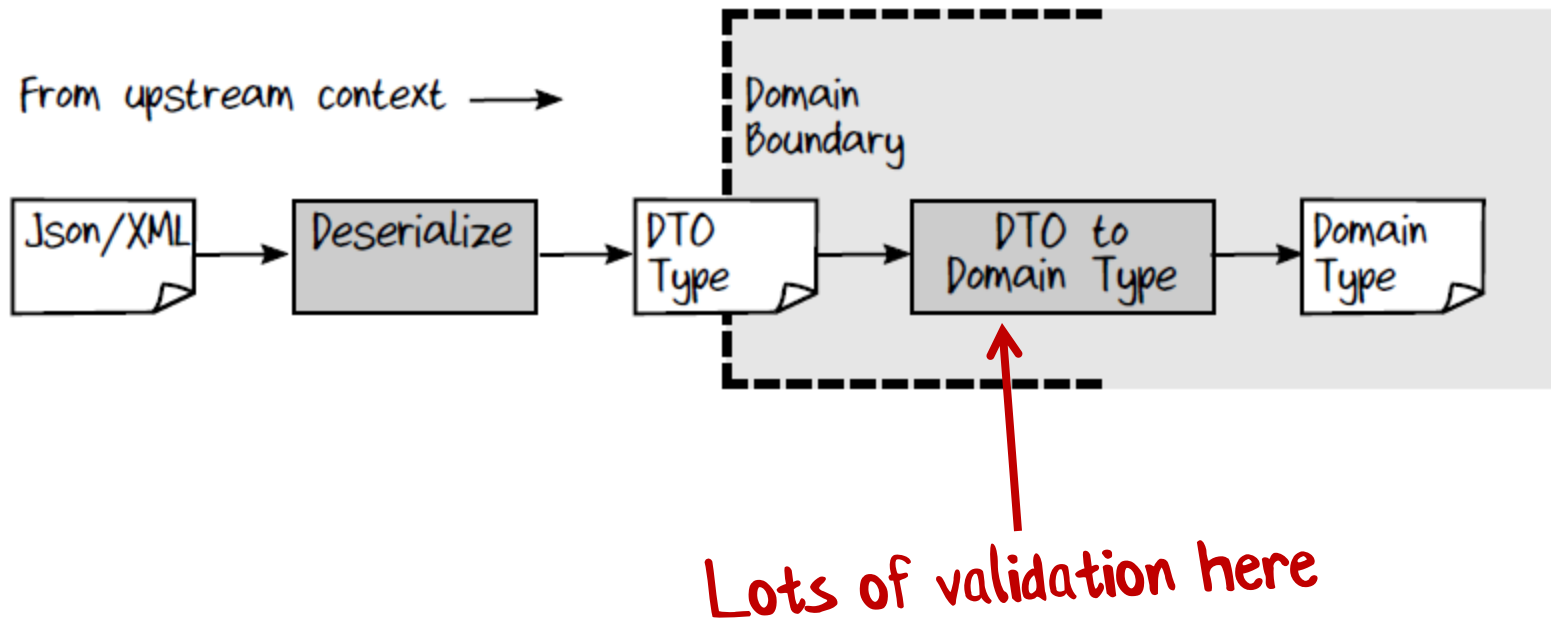 From upstream context
Domain
Boundary
Json/XML
Deserialize
DTO
Type
DTO to
Domain Type
Domain
Type
Lots of validation here